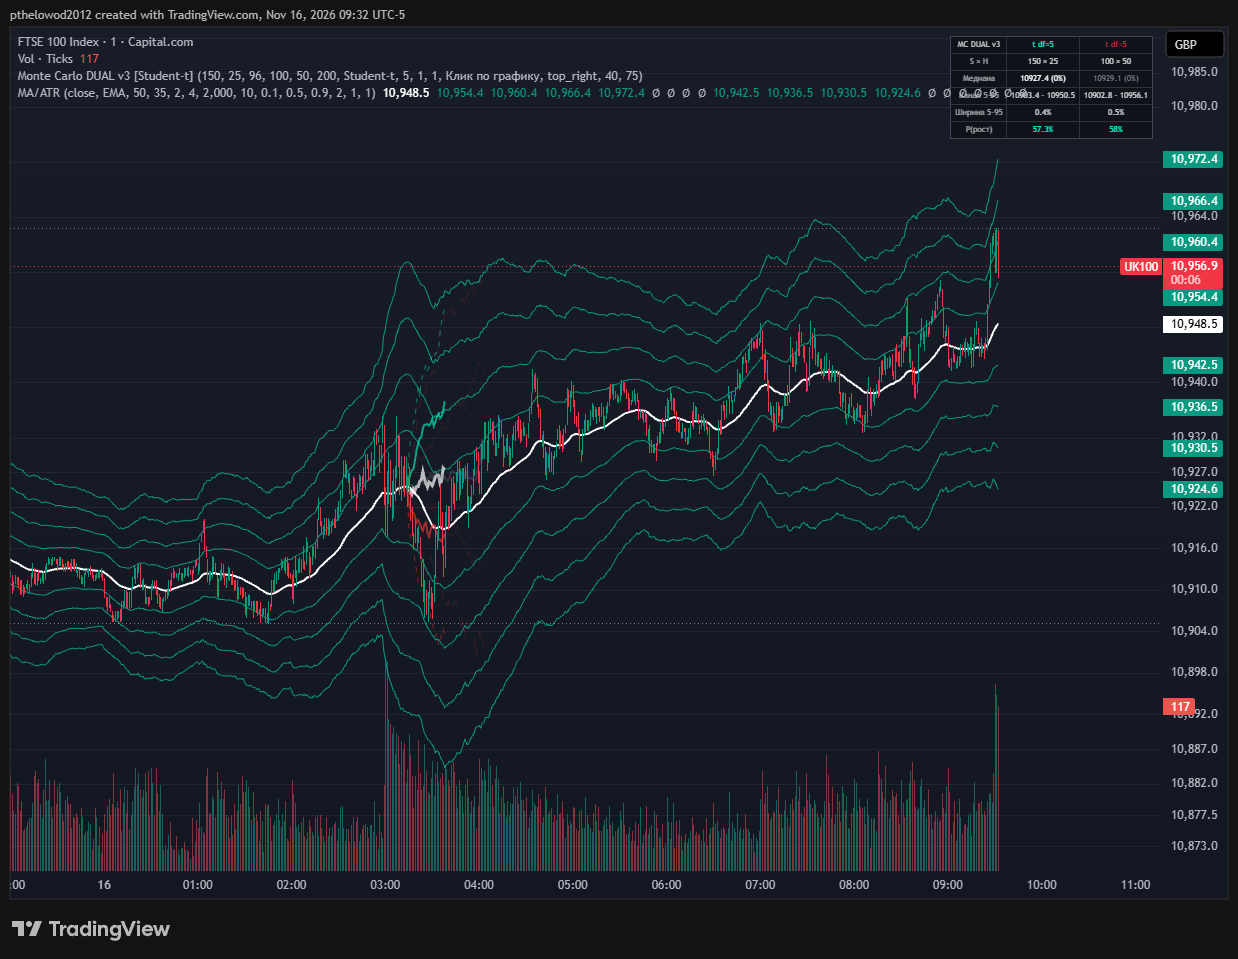 pthelowod2012 created with TradingView.com, Nov 16, 2026 09:32 UTC-5
FTSE 100 Index · 1 · Capital.com
Vol · Ticks 117
Monte Carlo DUAL v3 [Student-t] (150, 25, 96, 100, 50, 200, Student-t, 5, 1, 1, Клик по графику, top_right, 40, 75)
MA/ATR (close, EMA, 50, 35, 2, 4, 2,000, 10, 0.1, 0.5, 0.9, 2, 1, 1) 10,948.5 10,954.4 10,960.4 10,966.4 10,972.4 Ø Ø Ø Ø 10,942.5 10,936.5 10,930.5 10,924.6 Ø Ø Ø Ø Ø Ø Ø
MC DUAL v3 t df=5 t df=5
S × H 150 × 25 100 × 50
Медиана 10927.4 (0%) 10929.1 (0%)
5-95 10950.5 10902.8 - 10956.1
Ширина 5-95 0.4% 0.5%
P(рост) 57.3% 58%
GBP
10,985.0
10,980.0
10,972.4
10,966.4
10,964.0
10,960.4
UK100 10,956.9
00:06
10,954.4
10,948.5
10,942.5
10,940.0
10,936.5
10,932.0
10,930.5
10,927.0
10,924.6
10,922.0
10,916.0
10,910.0
10,904.0
10,898.0
117
10,887.0
10,882.0
10,877.5
10,873.0
:00 16 01:00 02:00 03:00 04:00 05:00 06:00 07:00 08:00 09:00 10:00 11:00
TradingView